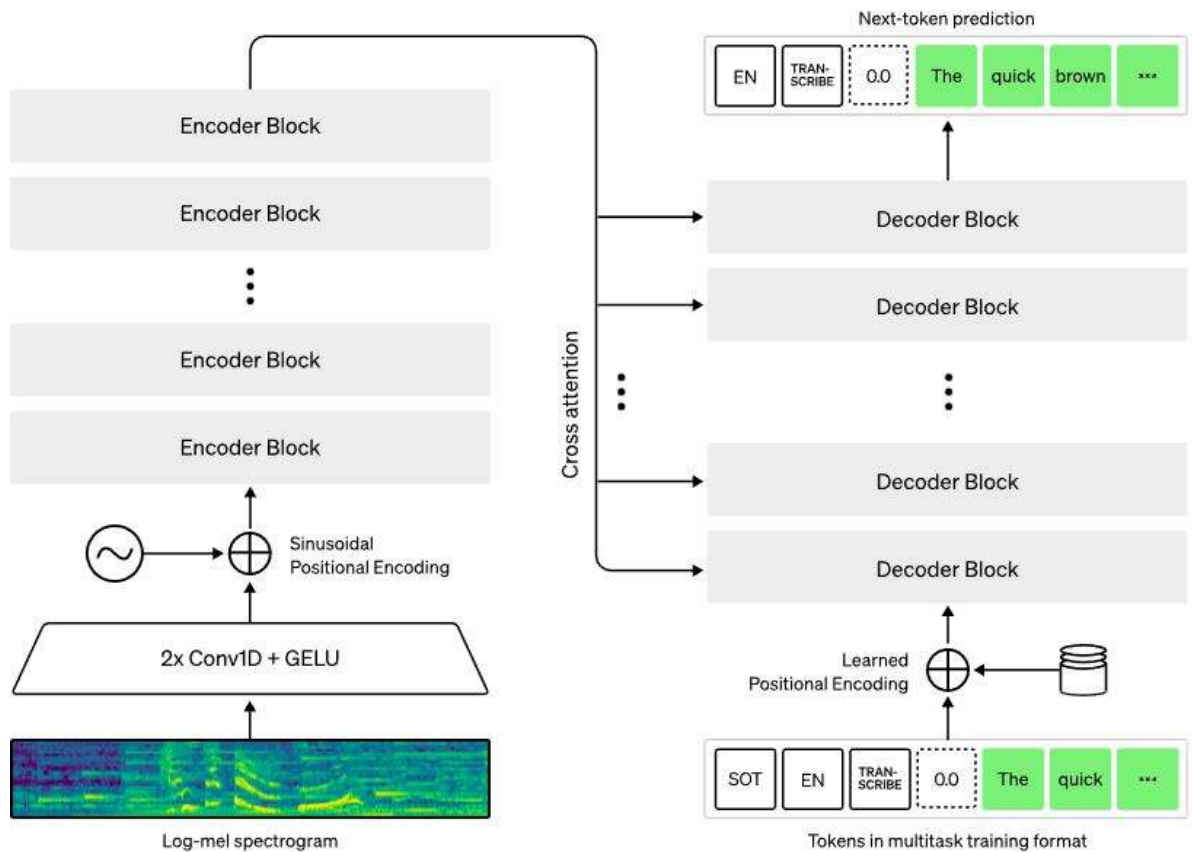 Next-token prediction
EN TRAN-SCRIBE 0.0 The quick brown ...
Encoder Block
Encoder Block
Encoder Block
Encoder Block
Sinusoidal
Positional Encoding
2x Conv1D + GELU
Log-mel spectrogram
Cross attention
Decoder Block
Decoder Block
Decoder Block
Decoder Block
Learned
Positional Encoding
SOT EN TRAN-SCRIBE 0.0 The quick ...
Tokens in multitask training format